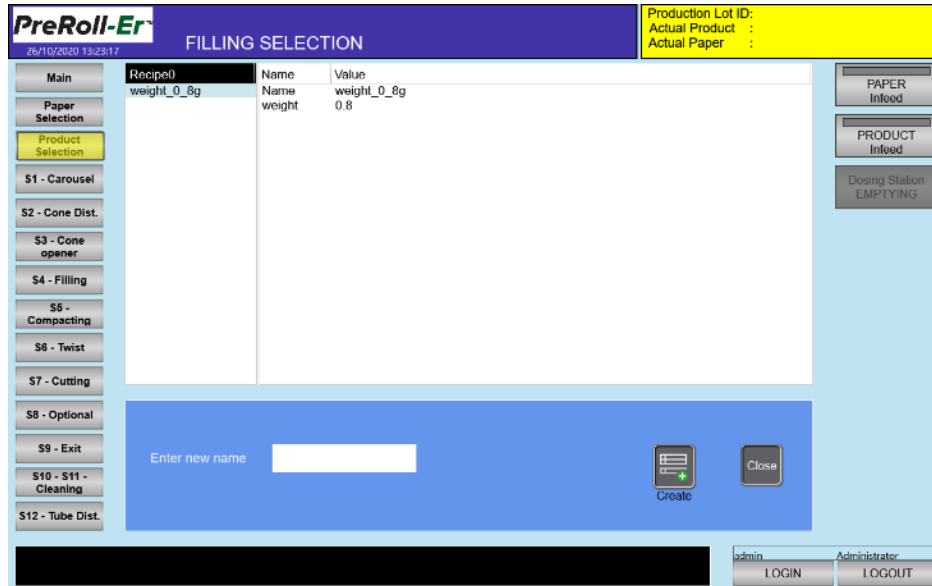 PreRoll-Er™
26/10/2020 13:23:17
FILLING SELECTION
Production Lot ID:
Actual Product :
Actual Paper :
Main
Paper
Selection
Product
Selection
S1 - Carousel
S2 - Cone Dist.
S3 - Cone
opener
S4 - Filling
S5 -
Compacting
S6 - Twist
S7 - Cutting
S8 - Optional
S9 - Exit
S10 - S11 -
Cleaning
S12 - Tube Dist.
Recipe0
weight_0_8g
Name Value
Name weight_0_8g
weight 0.8
PAPER
Infeed
PRODUCT
Infeed
Dosing Station
EMPTYING
Enter new name
Create
Close
admin Administrator
LOGIN LOGOUT